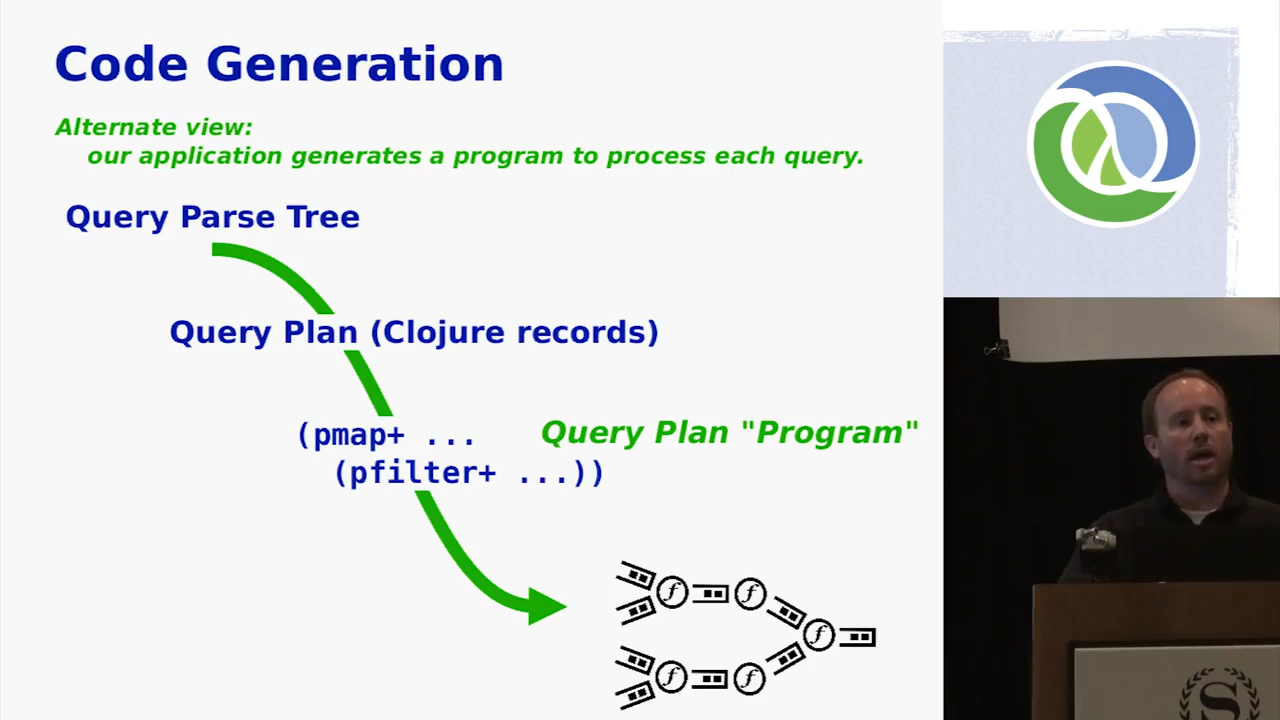 Code Generation
Alternate view:
our application generates a program to process each query.
Query Parse Tree
Query Plan (Clojure records)
(pmap+ ... Query Plan "Program"
(pfilter+ ...))
f f
f
f f
S